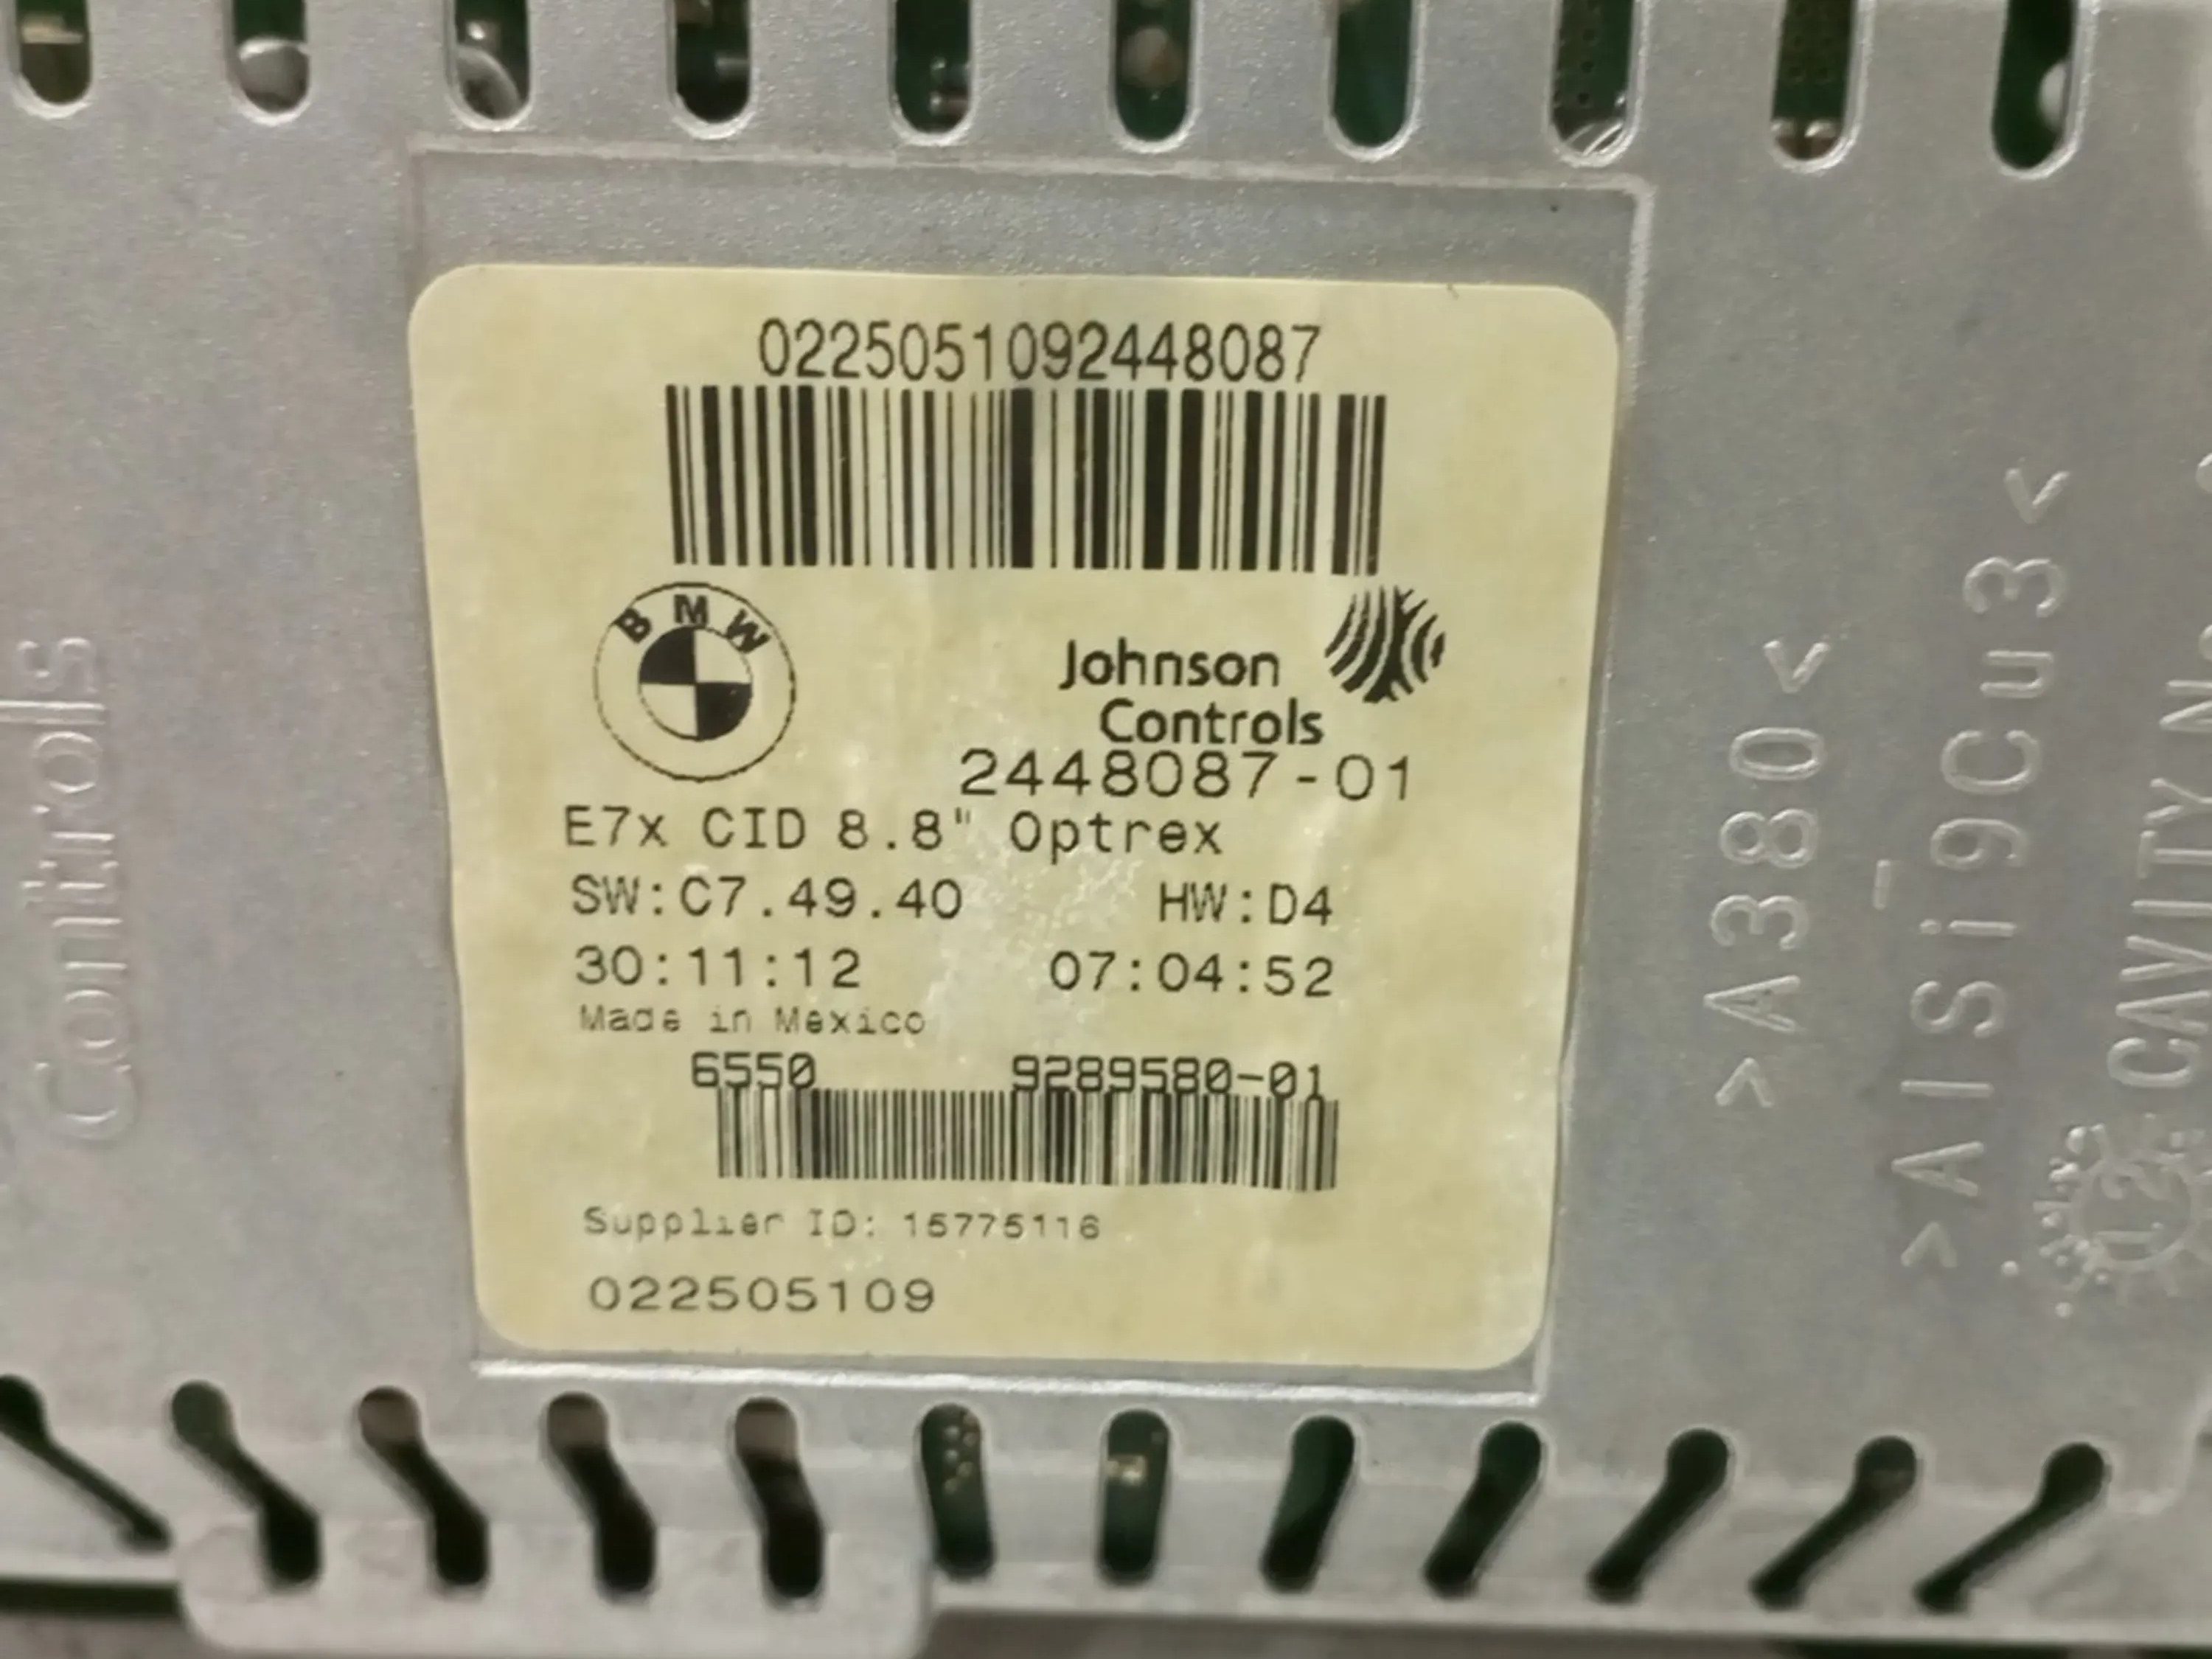 0225051092448087
BMW
Johnson
Controls
2448087-01
E7x CID 8.8" Optrex
SW:C7.49.40 HW:D4
30:11:12 07:04:52
Made in Mexico
6550 9289580-01
Supplier ID: 15775116
022505109
Controls
>A380<
>AlSi9Cu3<
CAVITY No